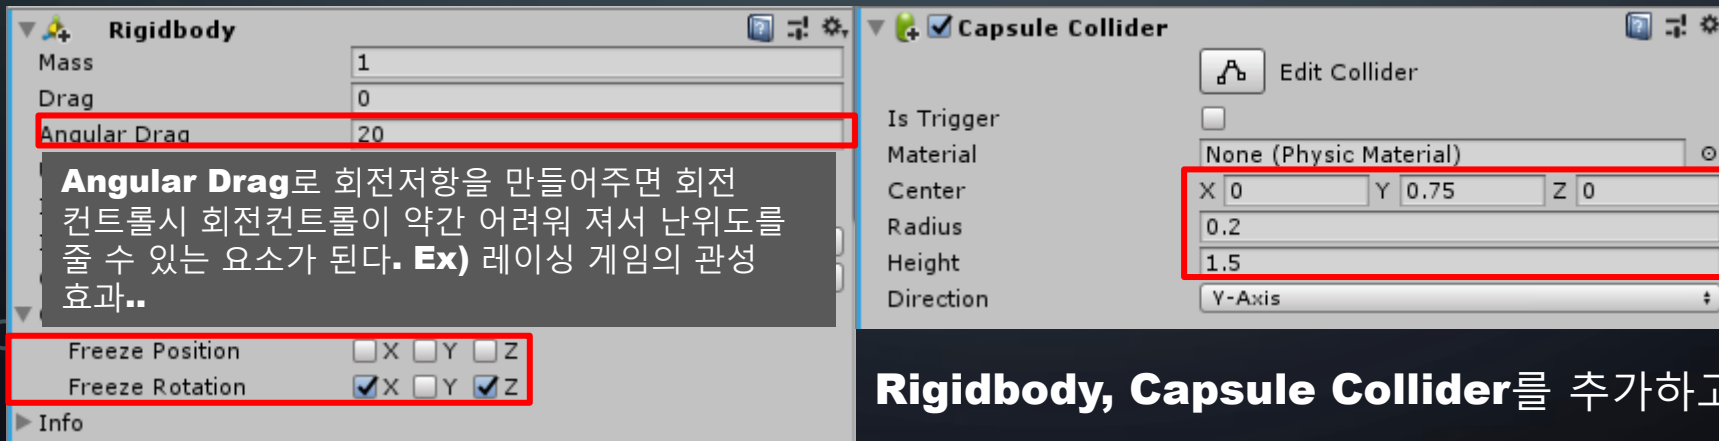 Rigidbody
Mass 1
Drag 0
Angular Drag 20
Angular Drag로 회전저항을 만들어주면 회전
컨트롤시 회전컨트롤이 약간 어려워 져서 난위도를
줄 수 있는 요소가 된다. Ex) 레이싱 게임의 관성
효과..
Freeze Position X Y Z
Freeze Rotation X Y Z
Info
Capsule Collider
Edit Collider
Is Trigger
Material None (Physic Material)
Center X 0 Y 0.75 Z 0
Radius 0.2
Height 1.5
Direction Y-Axis
Rigidbody, Capsule Collider를 추가하고